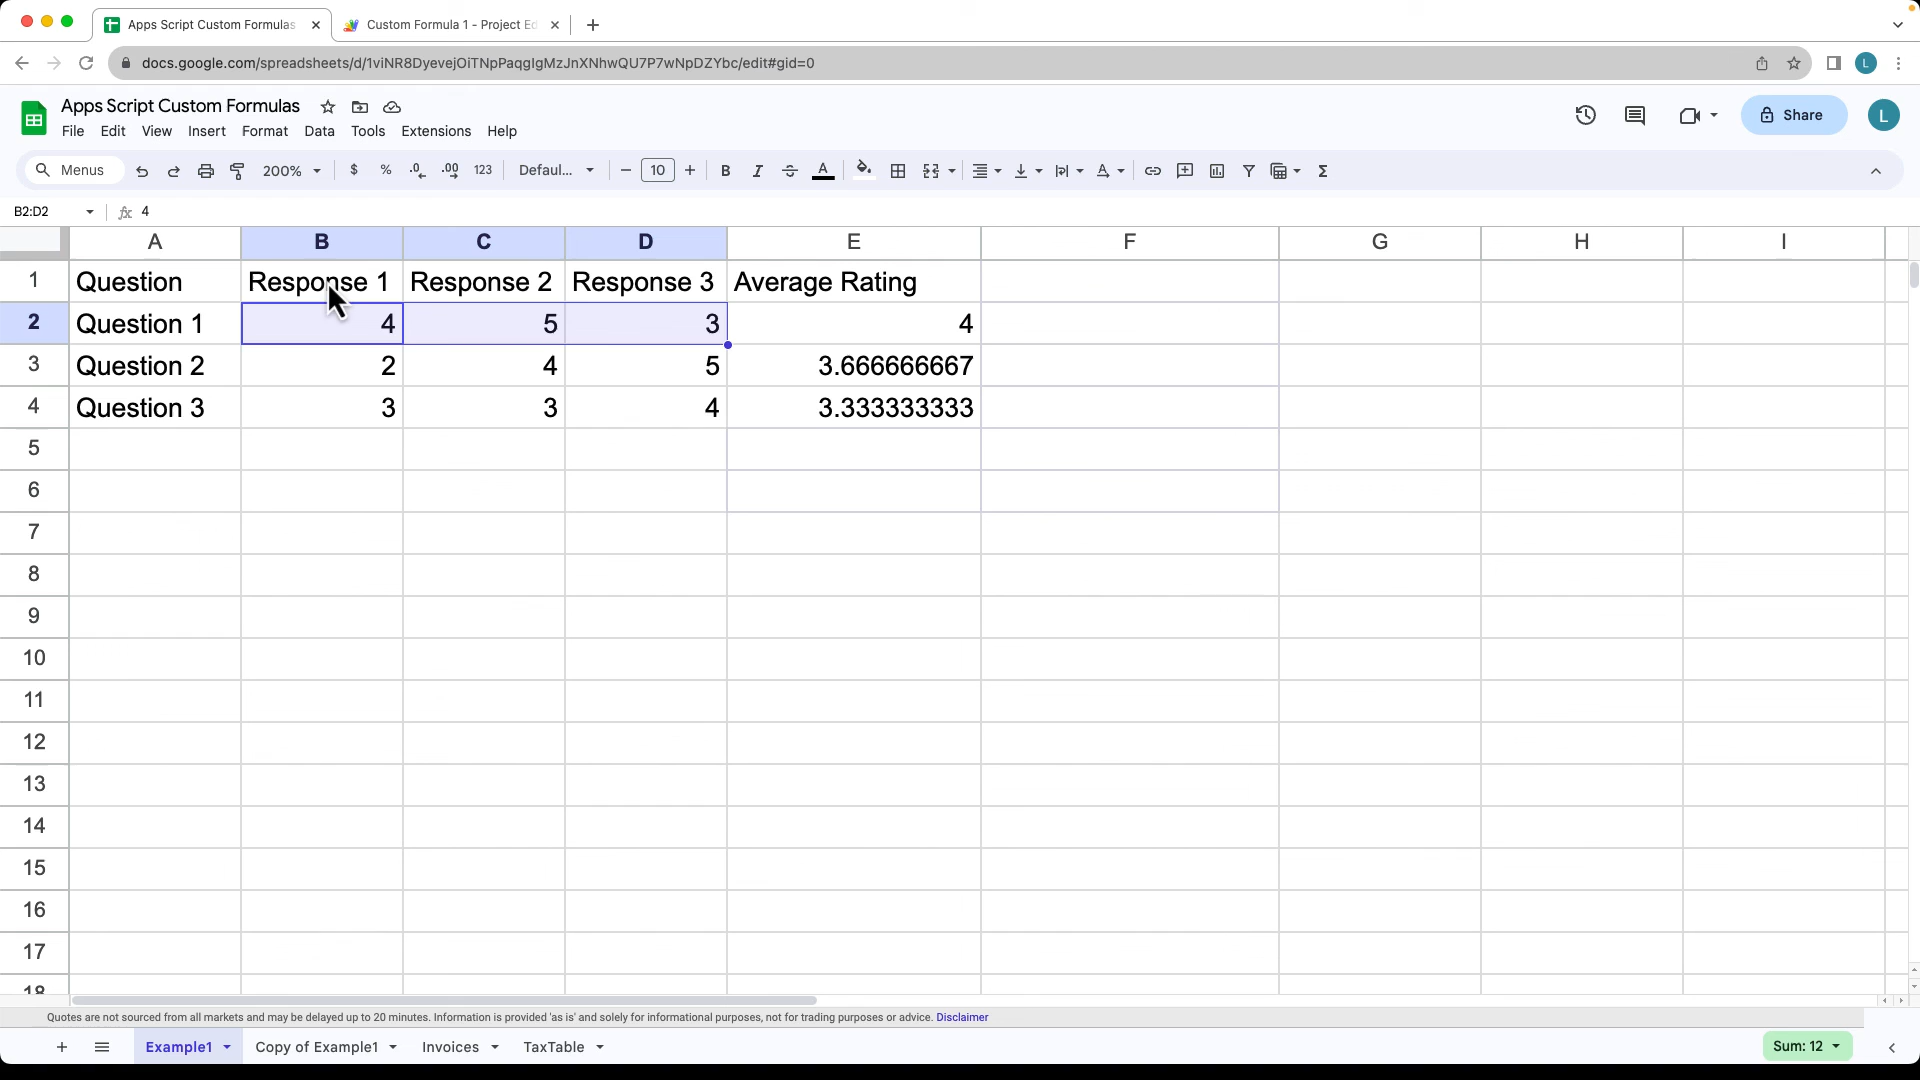 Apps Script Custom Formulas
Custom Formula 1 - Project Ed
docs.google.com/spreadsheets/d/1viNR8DyevejOiTNpPaqglgMzJnXNhwQU7P7wNpDZYbc/edit#gid=0
L
Apps Script Custom Formulas
File Edit View Insert Format Data Tools Extensions Help
Share
L
Menus 200% $ % .0 .00 123 Defaul... 10 B I S A
B2:D2 fx 4
A B C D E F G H I
1 Question Response 1 Response 2 Response 3 Average Rating
2 Question 1 4 5 3 4
3 Question 2 2 4 5 3.666666667
4 Question 3 3 3 4 3.333333333
5
6
7
8
9
10
11
12
13
14
15
16
17
18
Quotes are not sourced from all markets and may be delayed up to 20 minutes. Information is provided 'as is' and solely for informational purposes, not for trading purposes or advice. Disclaimer
Example1 Copy of Example1 Invoices TaxTable Sum: 12